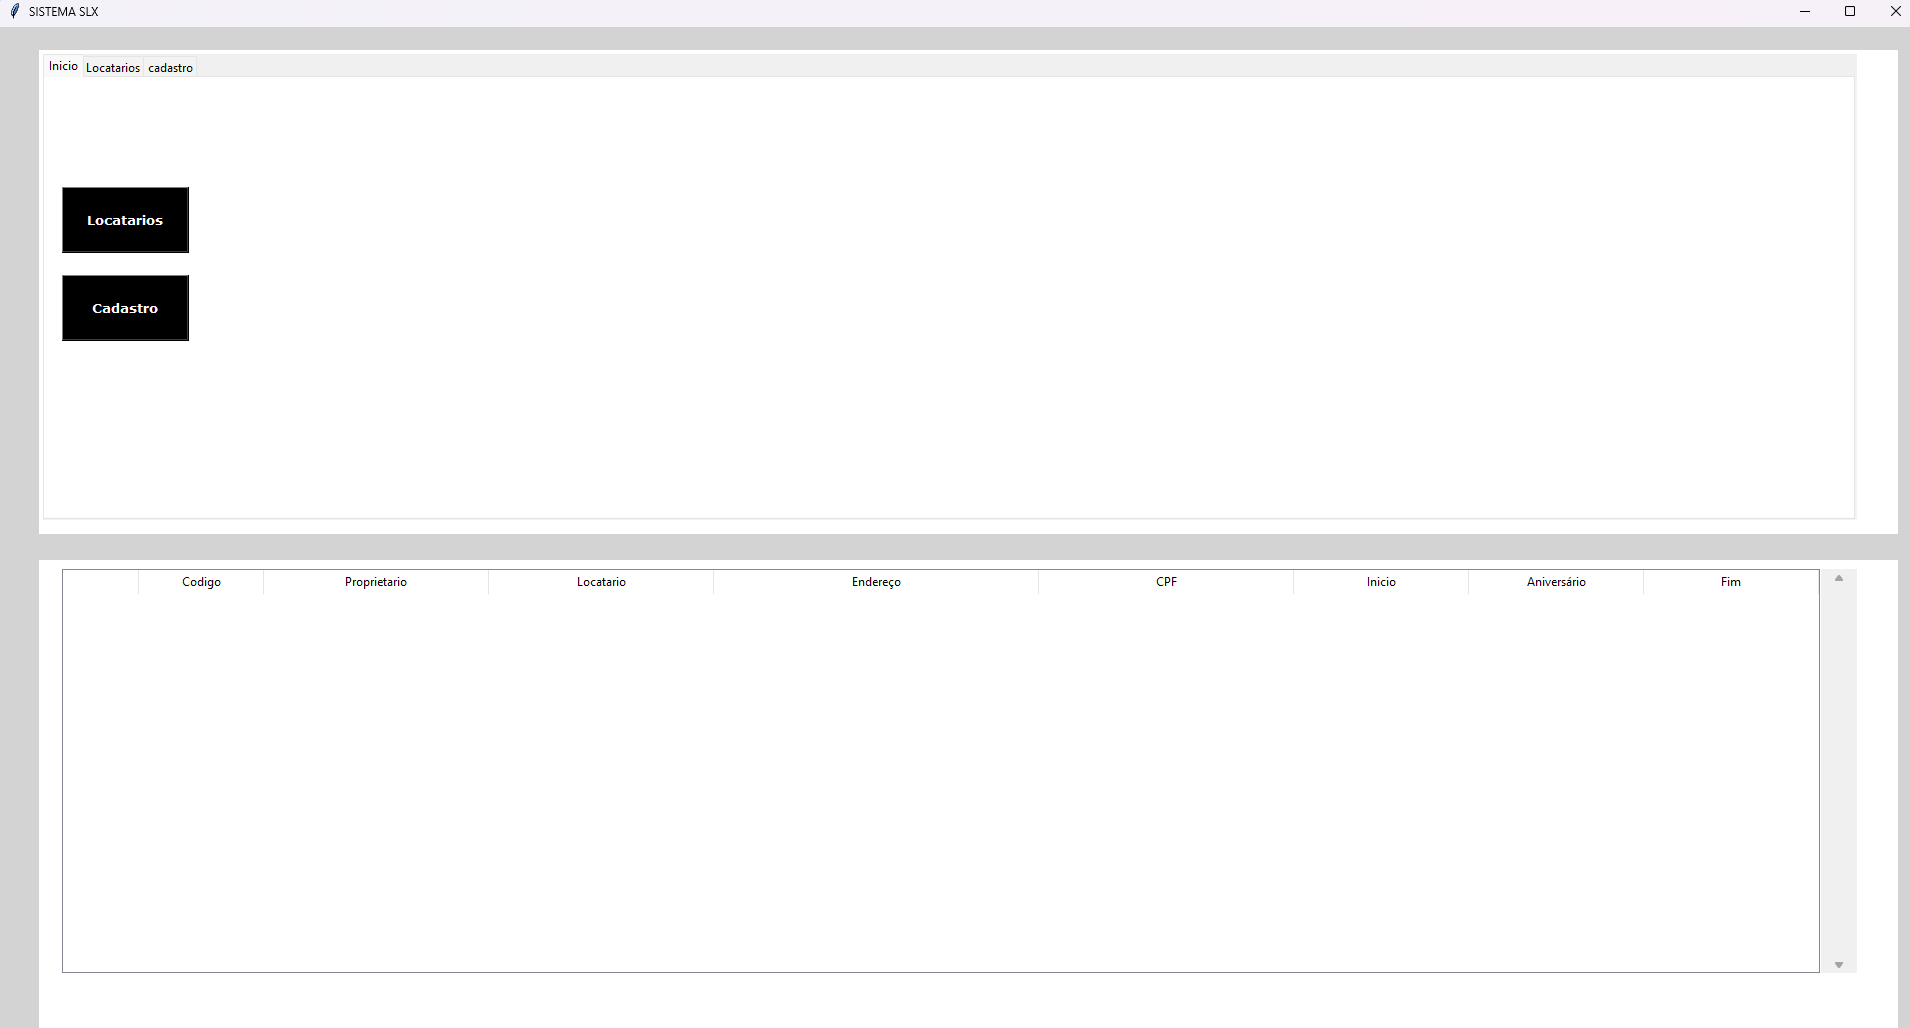 SISTEMA SLX
Inicio Locatarios cadastro
Locatarios
Cadastro
Codigo Proprietario Locatario Endereço CPF Inicio Aniversário Fim